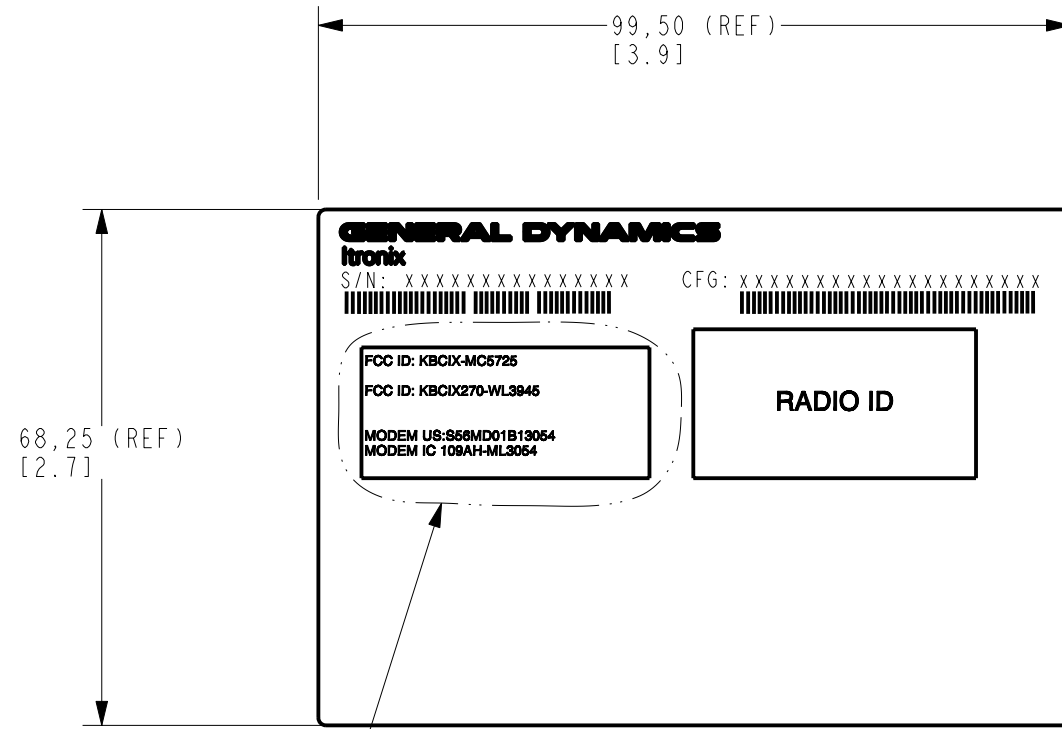 99,50 (REF)
[3.9]
GENERAL DYNAMICS
Itronix
S/N: XXXXXXXXXXXXXXX
CFG: XXXXXXXXXXXXXXXXXXXX
FCC ID: KBCIX-MC5725
FCC ID: KBCIX270-WL3945
MODEM US:S56MD01B13054
MODEM IC 109AH-ML3054
RADIO ID
68,25 (REF)
[2.7]